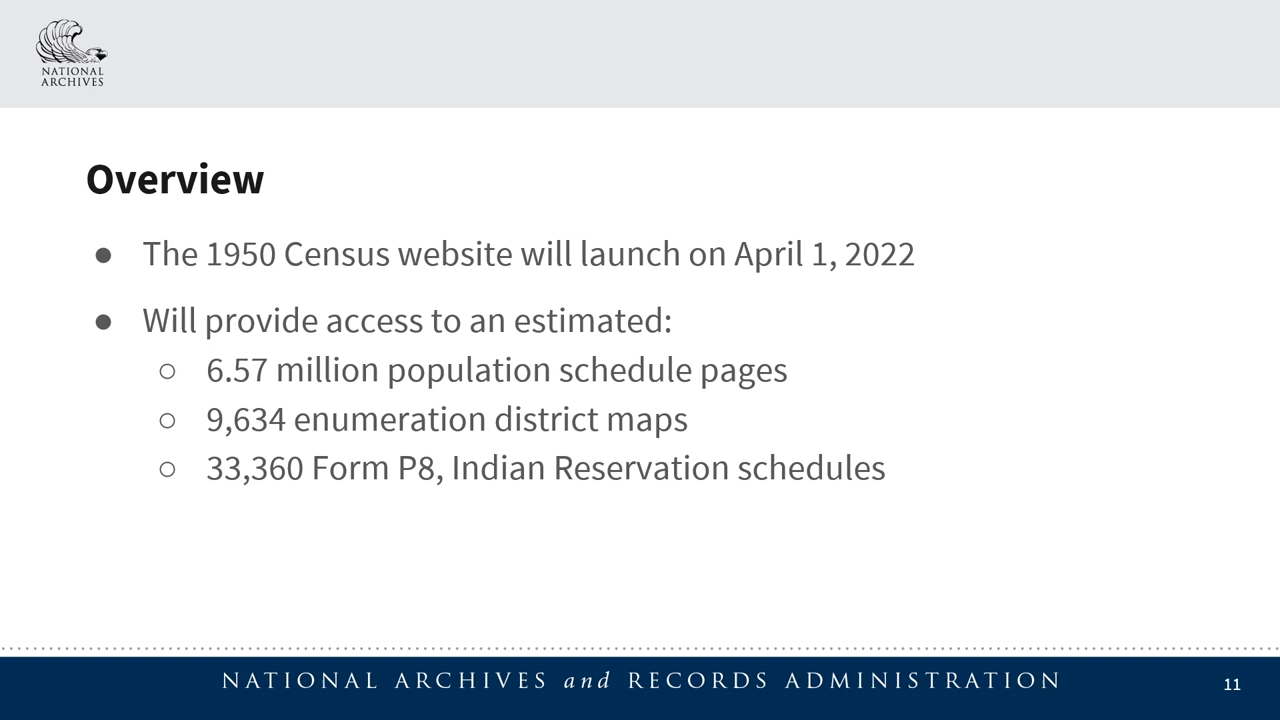 NATIONAL
ARCHIVES
Overview
● The 1950 Census website will launch on April 1, 2022
● Will provide access to an estimated:
○ 6.57 million population schedule pages
○ 9,634 enumeration district maps
○ 33,360 Form P8, Indian Reservation schedules
NATIONAL ARCHIVES and RECORDS ADMINISTRATION
11